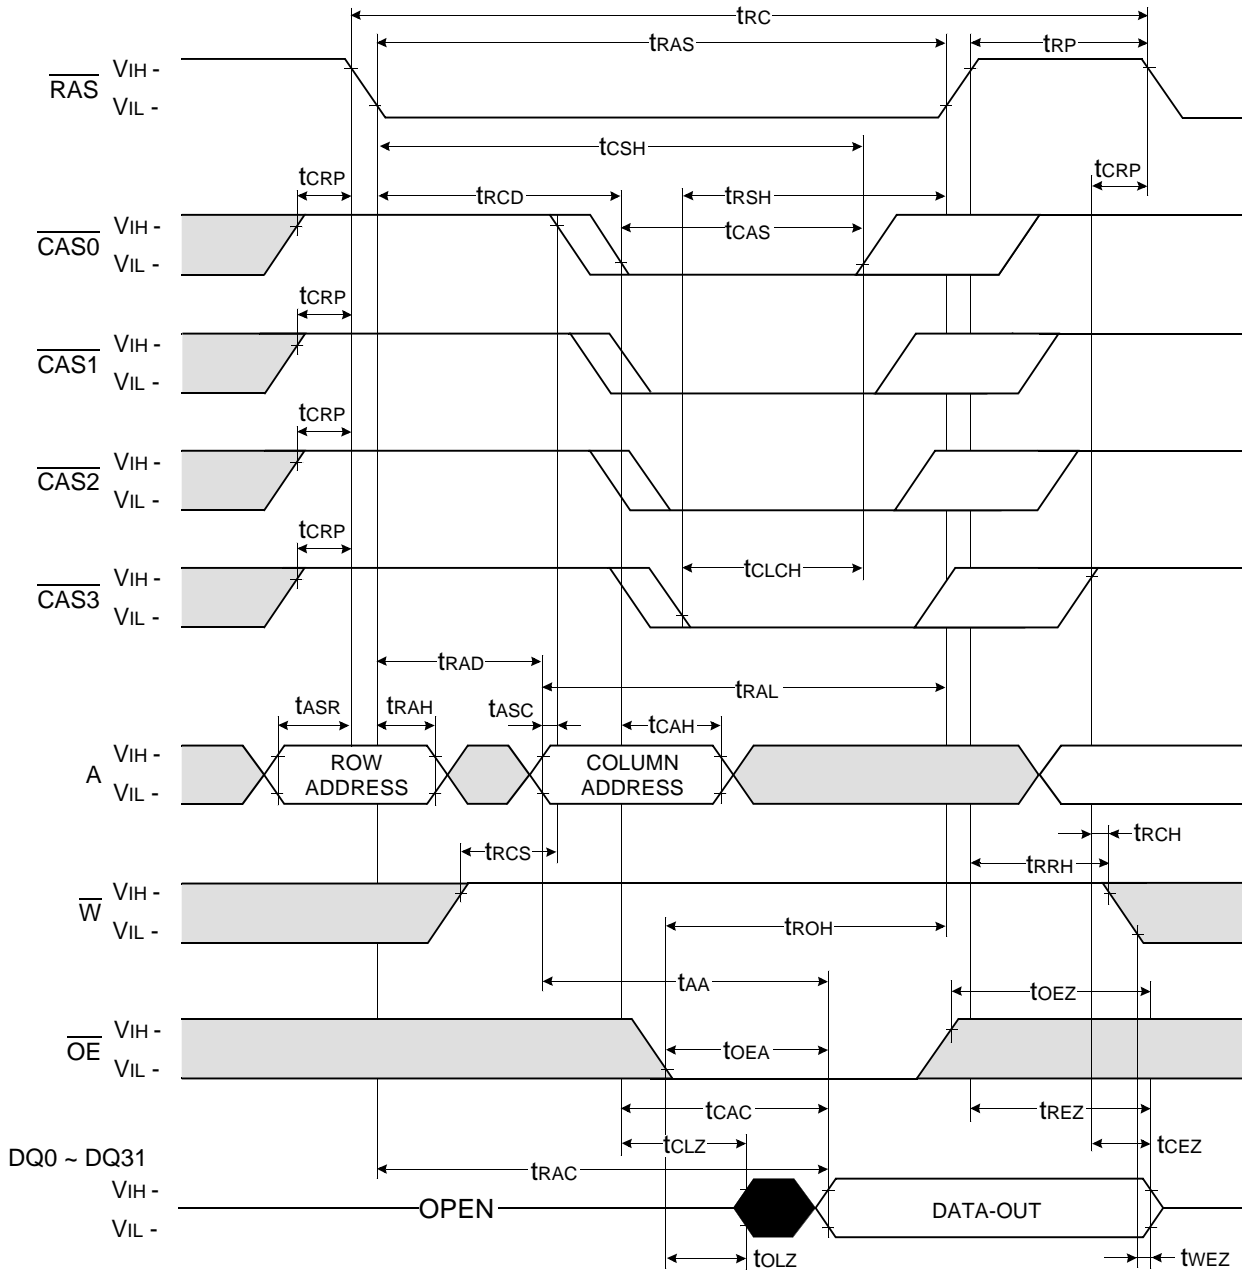 tRC
tRAS
tRP
RAS
VIH -
VIL -
tCSH
tCRP
tCRP
tRCD
tRSH
CAS0
VIH -
VIL -
tCAS
tCRP
CAS1
VIH -
VIL -
tCRP
CAS2
VIH -
VIL -
tCRP
CAS3
VIH -
VIL -
tCLCH
tRAD
tRAL
tASR
tRAH
tASC
tCAH
A
VIH -
VIL -
ROW
ADDRESS
COLUMN
ADDRESS
tRCH
tRCS
tRRH
W
VIH -
VIL -
tROH
tAA
tOEZ
OE
VIH -
VIL -
tOEA
tCAC
tREZ
tCLZ
tCEZ
DQ0 ~ DQ31
tRAC
VIH -
VIL -
OPEN
DATA-OUT
tOLZ
tWEZ